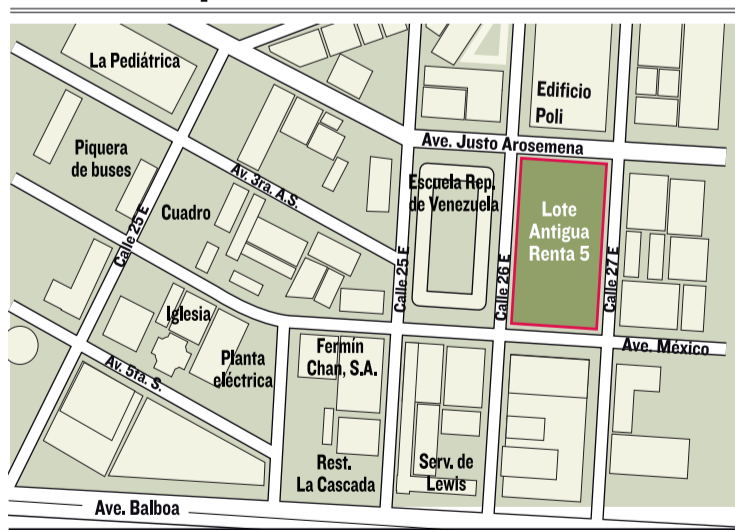 La Pediátrica
Edificio
Poli
Ave. Justo Arosemena
Piquera
de buses
Av. 3ra. A.S.
Escuela Rep.
de Venezuela
Cuadro
Lote
Antigua
Renta 5
Calle 25 E
Calle 25 E
Calle 26 E
Calle 27 E
Iglesia
Planta
eléctrica
Fermín
Chan, S.A.
Ave. México
Av. 5ta. S.
Rest.
La Cascada
Serv. de
Lewis
Ave. Balboa